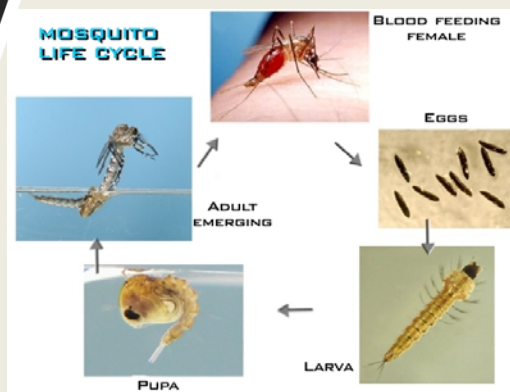 MOSQUITO
LIFE CYCLE
BLOOD FEEDING
FEMALE
EGGS
LARVA
PUPA
ADULT
EMERGING